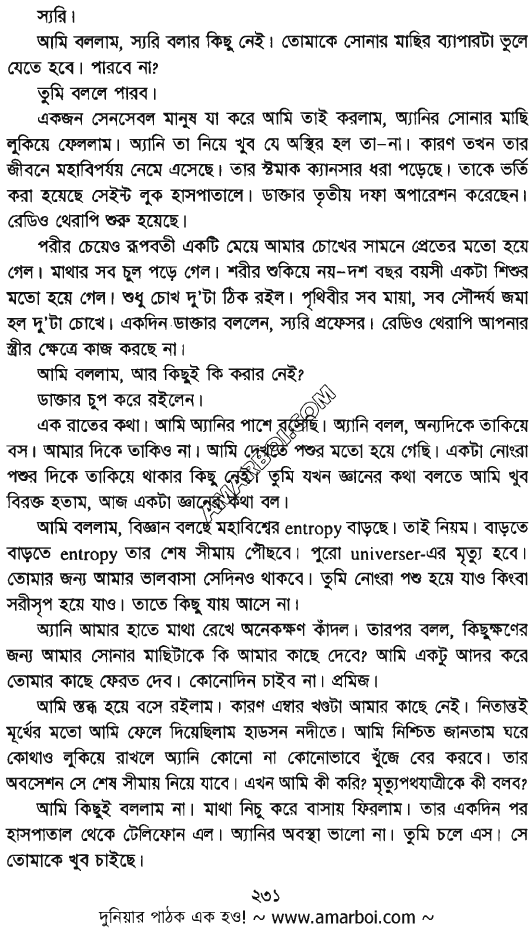 স্যরি।
আমি বললাম, স্যরি বলার কিছু নেই। তোমাকে সোনার মাছির ব্যাপারটা ভুলে
যেতে হবে। পারবে না?
তুমি বললে পারব।
একজন সেনসেবল মানুষ যা করে আমি তাই করলাম, অ্যানির সোনার মাছি
লুকিয়ে ফেললাম। অ্যানি তা নিয়ে খুব যে অস্থির হল তা–না। কারণ তখন তার
জীবনে মহাবিপর্যয় নেমে এসেছে। তার স্টমাক ক্যানসার ধরা পড়েছে। তাকে ভর্তি
করা হয়েছে সেইন্ট লুক হাসপাতালে। ডাক্তার তৃতীয় দফা অপারেশন করেছেন।
রেডিও থেরাপি শুরু হয়েছে।
পরীর চেয়েও রূপবতী একটি মেয়ে আমার চোখের সামনে প্রেতের মতো হয়ে
গেল। মাথার সব চুল পড়ে গেল। শরীর শুকিয়ে নয়–দশ বছর বয়সী একটা শিশুর
মতো হয়ে গেল। শুধু চোখ দু'টা ঠিক রইল। পৃথিবীর সব মায়া, সব সৌন্দর্য জমা
হল দু'টা চোখে। একদিন ডাক্তার বললেন, স্যরি প্রফেসর। রেডিও থেরাপি আপনার
স্ত্রীর ক্ষেত্রে কাজ করছে না।
আমি বললাম, আর কিছুই কি করার নেই?
ডাক্তার চুপ করে রইলেন।
এক রাতের কথা। আমি অ্যানির পাশে বসেছি। অ্যানি বলল, অন্যদিকে তাকিয়ে
বস। আমার দিকে তাকিও না। আমি দেখতে পশুর মতো হয়ে গেছি। একটা নোংরা
পশুর দিকে তাকিয়ে থাকার কিছু নেই। তুমি যখন জ্ঞানের কথা বলতে আমি খুব
বিরক্ত হতাম, আজ একটা জ্ঞানের কথা বল।
আমি বললাম, বিজ্ঞান বলছে মহাবিশ্বের entropy বাড়ছে। তাই নিয়ম। বাড়তে
বাড়তে entropy তার শেষ সীমায় পৌঁছবে। পুরো universer-এর মৃত্যু হবে।
তোমার জন্য আমার ভালবাসা সেদিনও থাকবে। তুমি নোংরা পশু হয়ে যাও কিংবা
সরীসৃপ হয়ে যাও। তাতে কিছু যায় আসে না।
অ্যানি আমার হাতে মাথা রেখে অনেকক্ষণ কাঁদল। তারপর বলল, কিছুক্ষণের
জন্য আমার সোনার মাছিটাকে কি আমার কাছে দেবে? আমি একটু আদর করে
তোমার কাছে ফেরত দেব। কোনোদিন চাইব না। প্রমিজ।
আমি স্তব্ধ হয়ে বসে রইলাম। কারণ এম্বার খণ্ডটা আমার কাছে নেই। নিতান্তই
মূর্খের মতো আমি ফেলে দিয়েছিলাম হাডসন নদীতে। আমি নিশ্চিত জানতাম ঘরে
কোথাও লুকিয়ে রাখলে অ্যানি কোনো না কোনোভাবে খুঁজে বের করবে। তার
অবসেশন সে শেষ সীমায় নিয়ে যাবে। এখন আমি কী করি? মৃত্যুপথযাত্রীকে কী বলব?
আমি কিছুই বললাম না। মাথা নিচু করে বাসায় ফিরলাম। তার একদিন পর
হাসপাতাল থেকে টেলিফোন এল। অ্যানির অবস্থা ভালো না। তুমি চলে এস। সে
তোমাকে খুব চাইছে।
২৩১
দুনিয়ার পাঠক এক হও! ~ www.amarboi.com ~
AMARBOI.COM